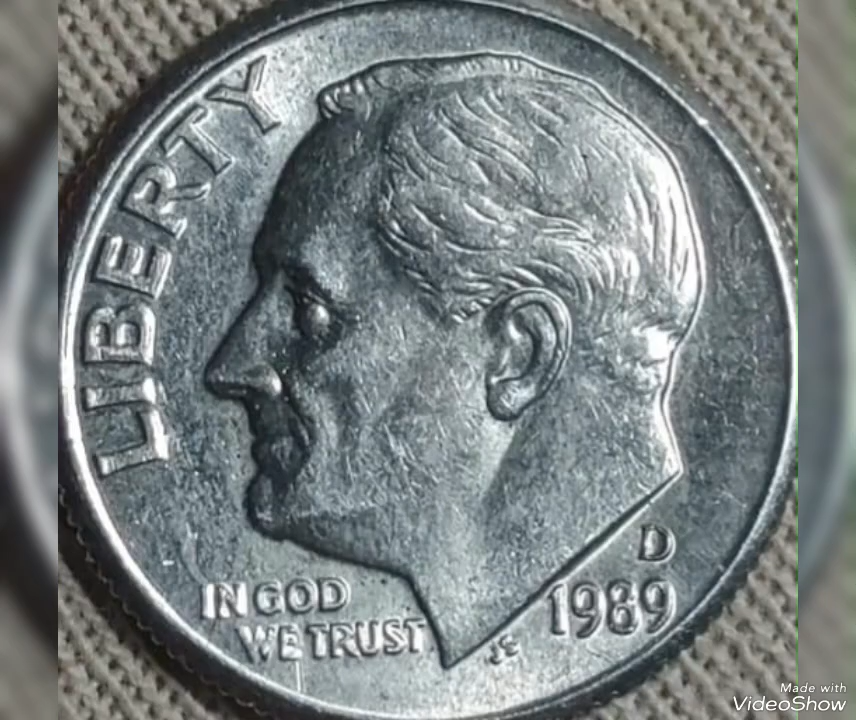 LIBERTY
IN GOD
WE TRUST
JS
D
1989
Made with
VideoShow